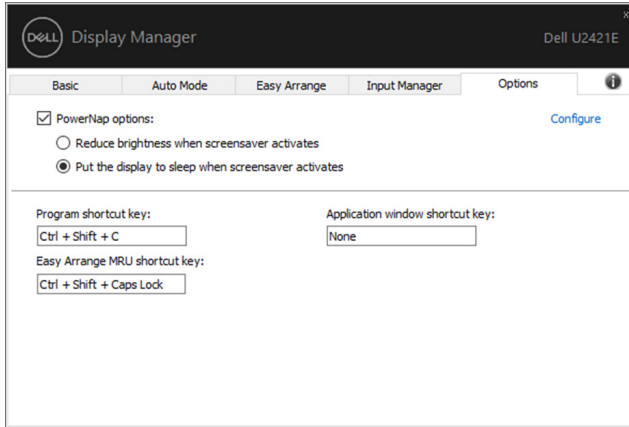 x
DELL Display Manager Dell U2421E
Basic Auto Mode Easy Arrange Input Manager Options i
PowerNap options: Configure
Reduce brightness when screensaver activates
Put the display to sleep when screensaver activates
Program shortcut key: Application window shortcut key:
Ctrl + Shift + C None
Easy Arrange MRU shortcut key:
Ctrl + Shift + Caps Lock